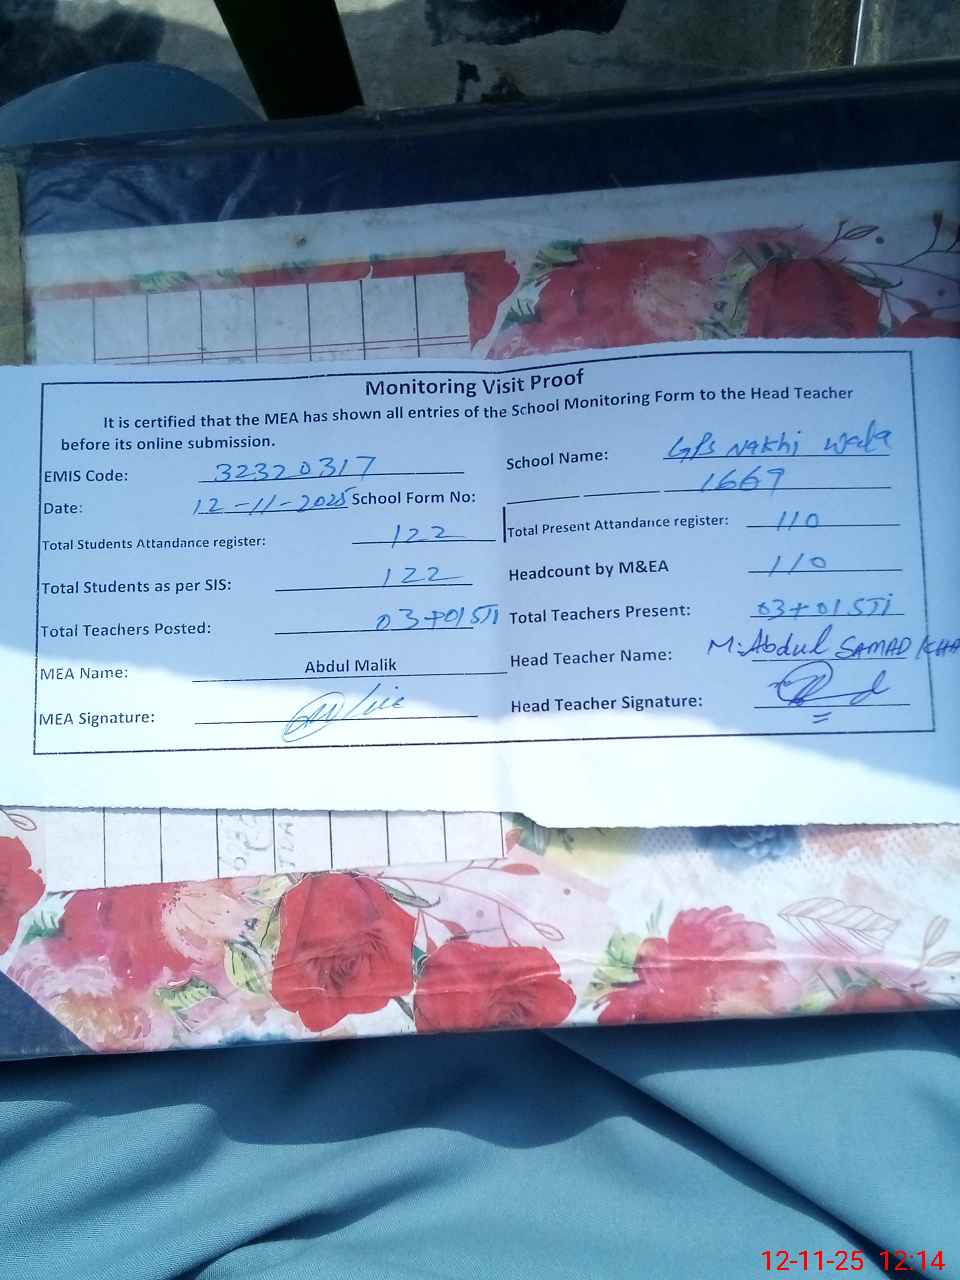 Monitoring Visit Proof
It is certified that the MEA has shown all entries of the School Monitoring Form to the Head Teacher
before its online submission.
EMIS Code: 32320317 School Name: GPS Nakhi Wala
Date: 12-11-2025 School Form No: 1669
Total Students Attandance register: 122 Total Present Attandance register: 110
Total Students as per SIS: 122 Headcount by M&EA 110
Total Teachers Posted: 03+01 STI Total Teachers Present: 03+01 STI
MEA Name: Abdul Malik Head Teacher Name: M. Abdul SAMAD KHA
MEA Signature: Head Teacher Signature:
12-11-25 12:14